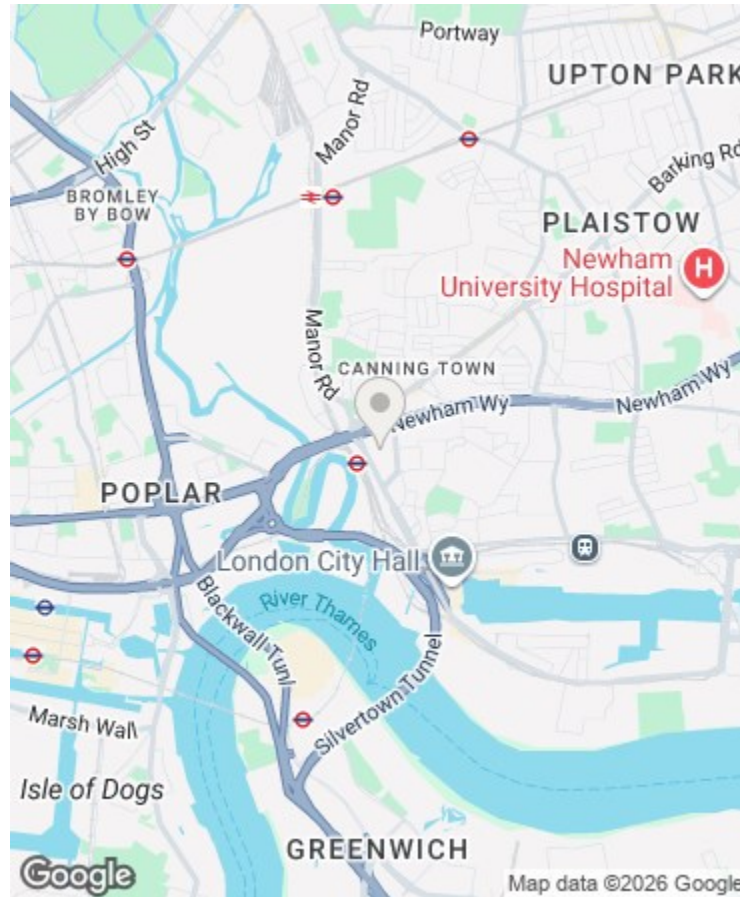 Portway
UPTON PARK
Manor Rd
High St
Barking Rd
BROMLEY
BY BOW
PLAISTOW
Newham
University Hospital
H
Manor Rd
CANNING TOWN
Newham Wy
Newham Wy
POPLAR
London City Hall
Blackwall Tunl
River Thames
Silvertown Tunnel
Marsh Wall
Isle of Dogs
GREENWICH
Google
Map data ©2026 Google